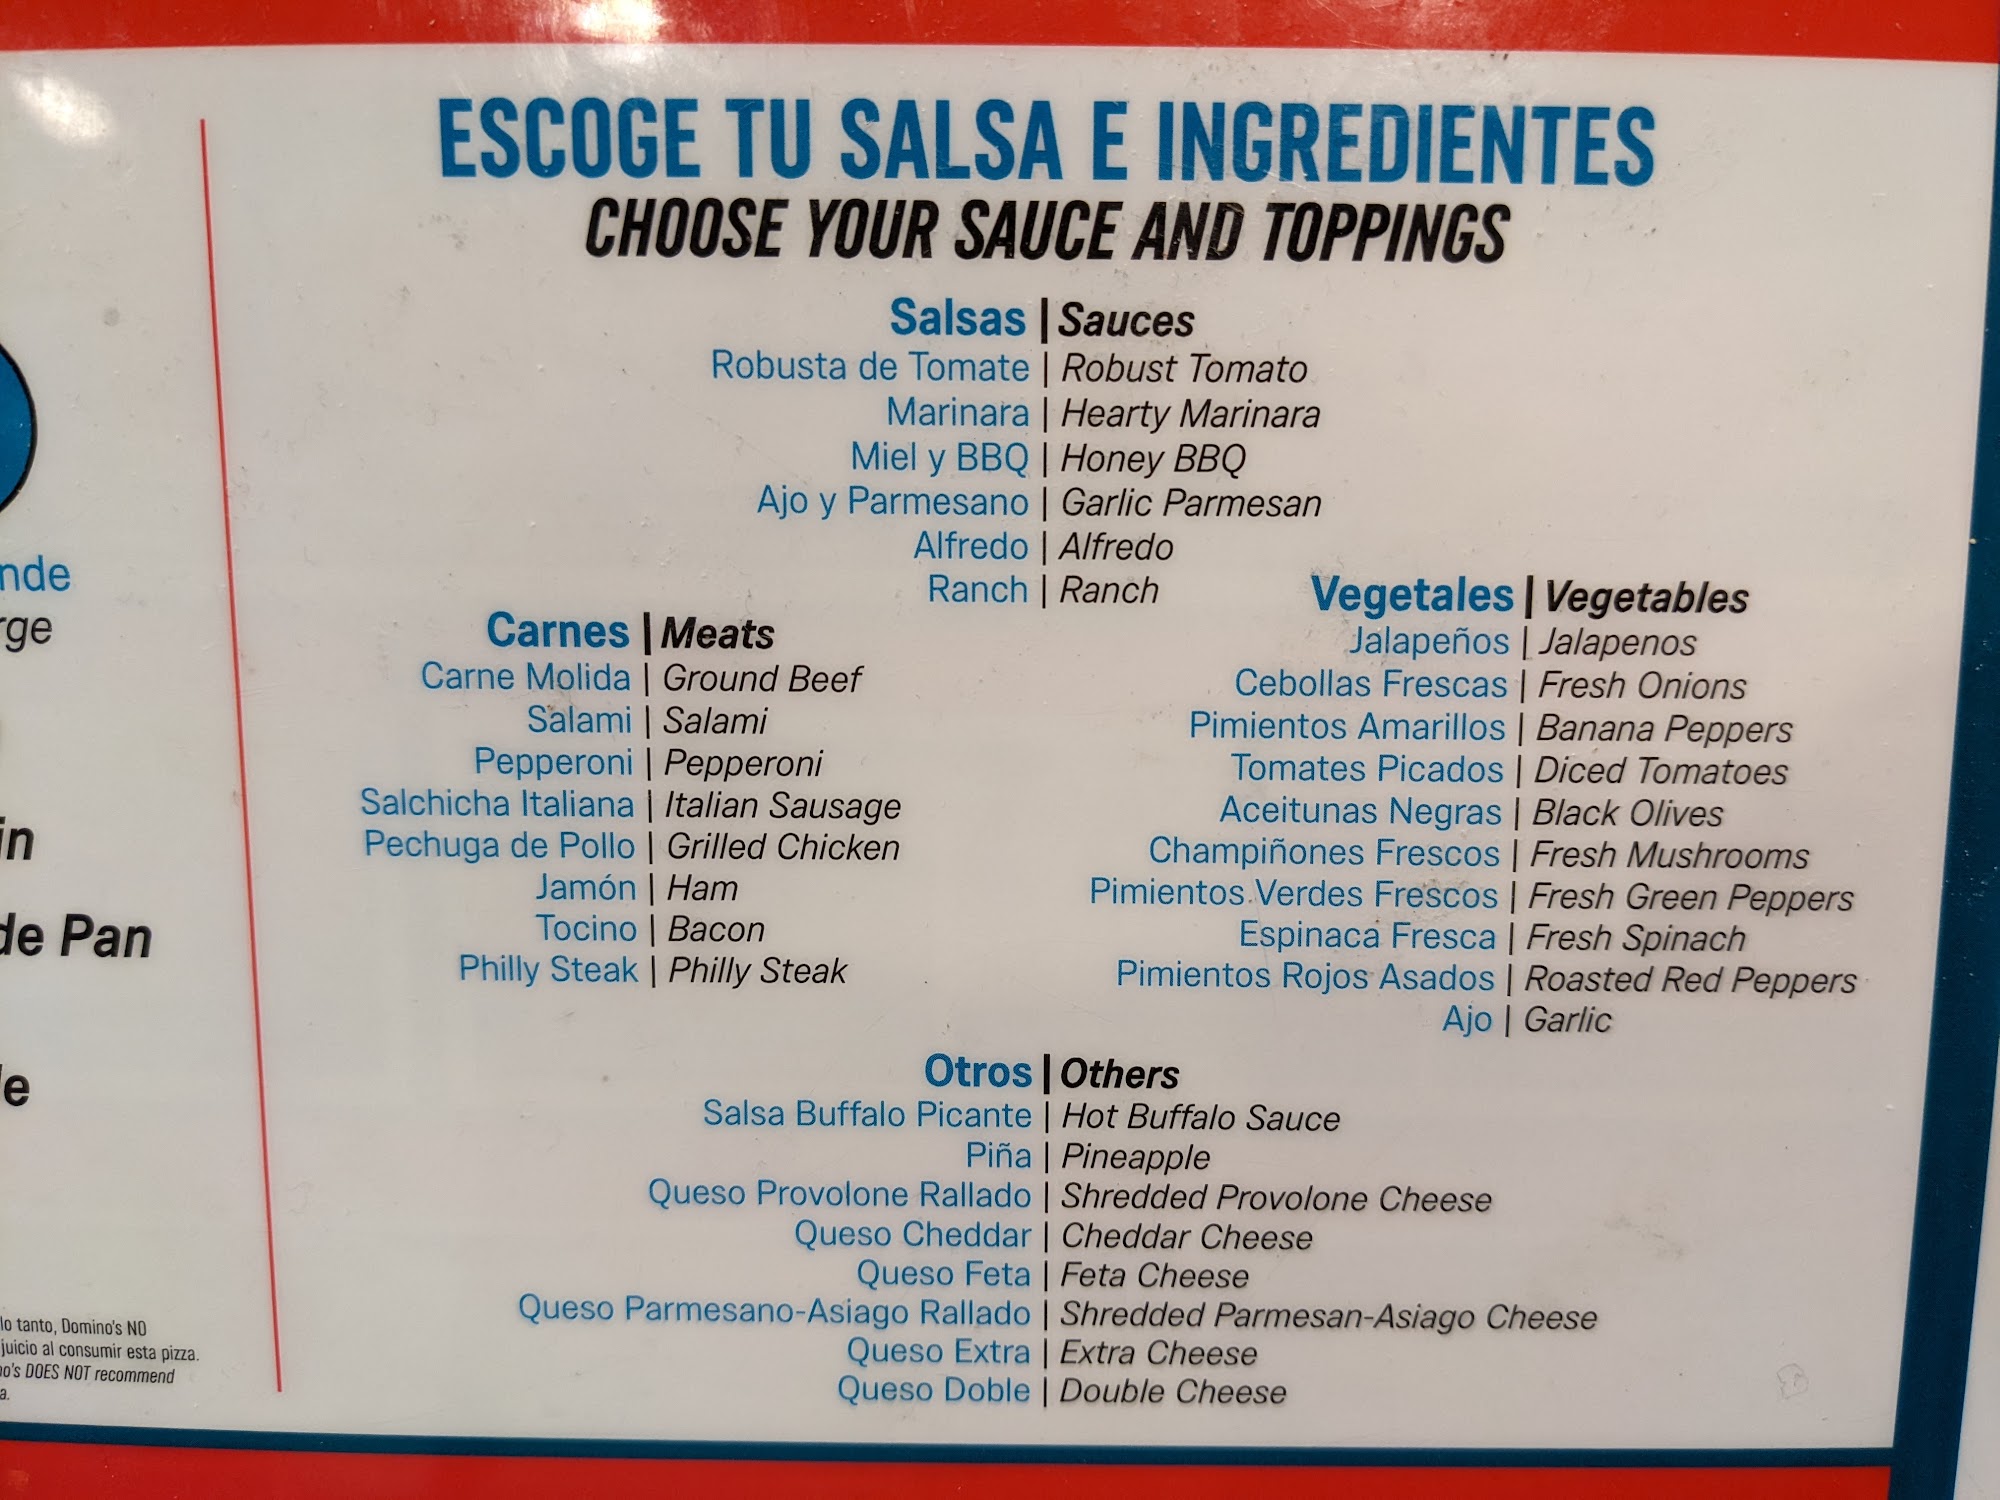 ESCOGE TU SALSA E INGREDIENTES
CHOOSE YOUR SAUCE AND TOPPINGS
Salsas | Sauces
Robusta de Tomate | Robust Tomato
Marinara | Hearty Marinara
Miel y BBQ | Honey BBQ
Ajo y Parmesano | Garlic Parmesan
Alfredo | Alfredo
Ranch | Ranch
Carnes | Meats
Carne Molida | Ground Beef
Salami | Salami
Pepperoni | Pepperoni
Salchicha Italiana | Italian Sausage
Pechuga de Pollo | Grilled Chicken
Jamón | Ham
Tocino | Bacon
Philly Steak | Philly Steak
Vegetales | Vegetables
Jalapeños | Jalapenos
Cebollas Frescas | Fresh Onions
Pimientos Amarillos | Banana Peppers
Tomates Picados | Diced Tomatoes
Aceitunas Negras | Black Olives
Champiñones Frescos | Fresh Mushrooms
Pimientos Verdes Frescos | Fresh Green Peppers
Espinaca Fresca | Fresh Spinach
Pimientos Rojos Asados | Roasted Red Peppers
Ajo | Garlic
Otros | Others
Salsa Buffalo Picante | Hot Buffalo Sauce
Piña | Pineapple
Queso Provolone Rallado | Shredded Provolone Cheese
Queso Cheddar | Cheddar Cheese
Queso Feta | Feta Cheese
Queso Parmesano-Asiago Rallado | Shredded Parmesan-Asiago Cheese
Queso Extra | Extra Cheese
Queso Doble | Double Cheese
nde
rge
in
de Pan
le
lo tanto, Domino's NO
juicio al consumir esta pizza.
no's DOES NOT recommend
a.